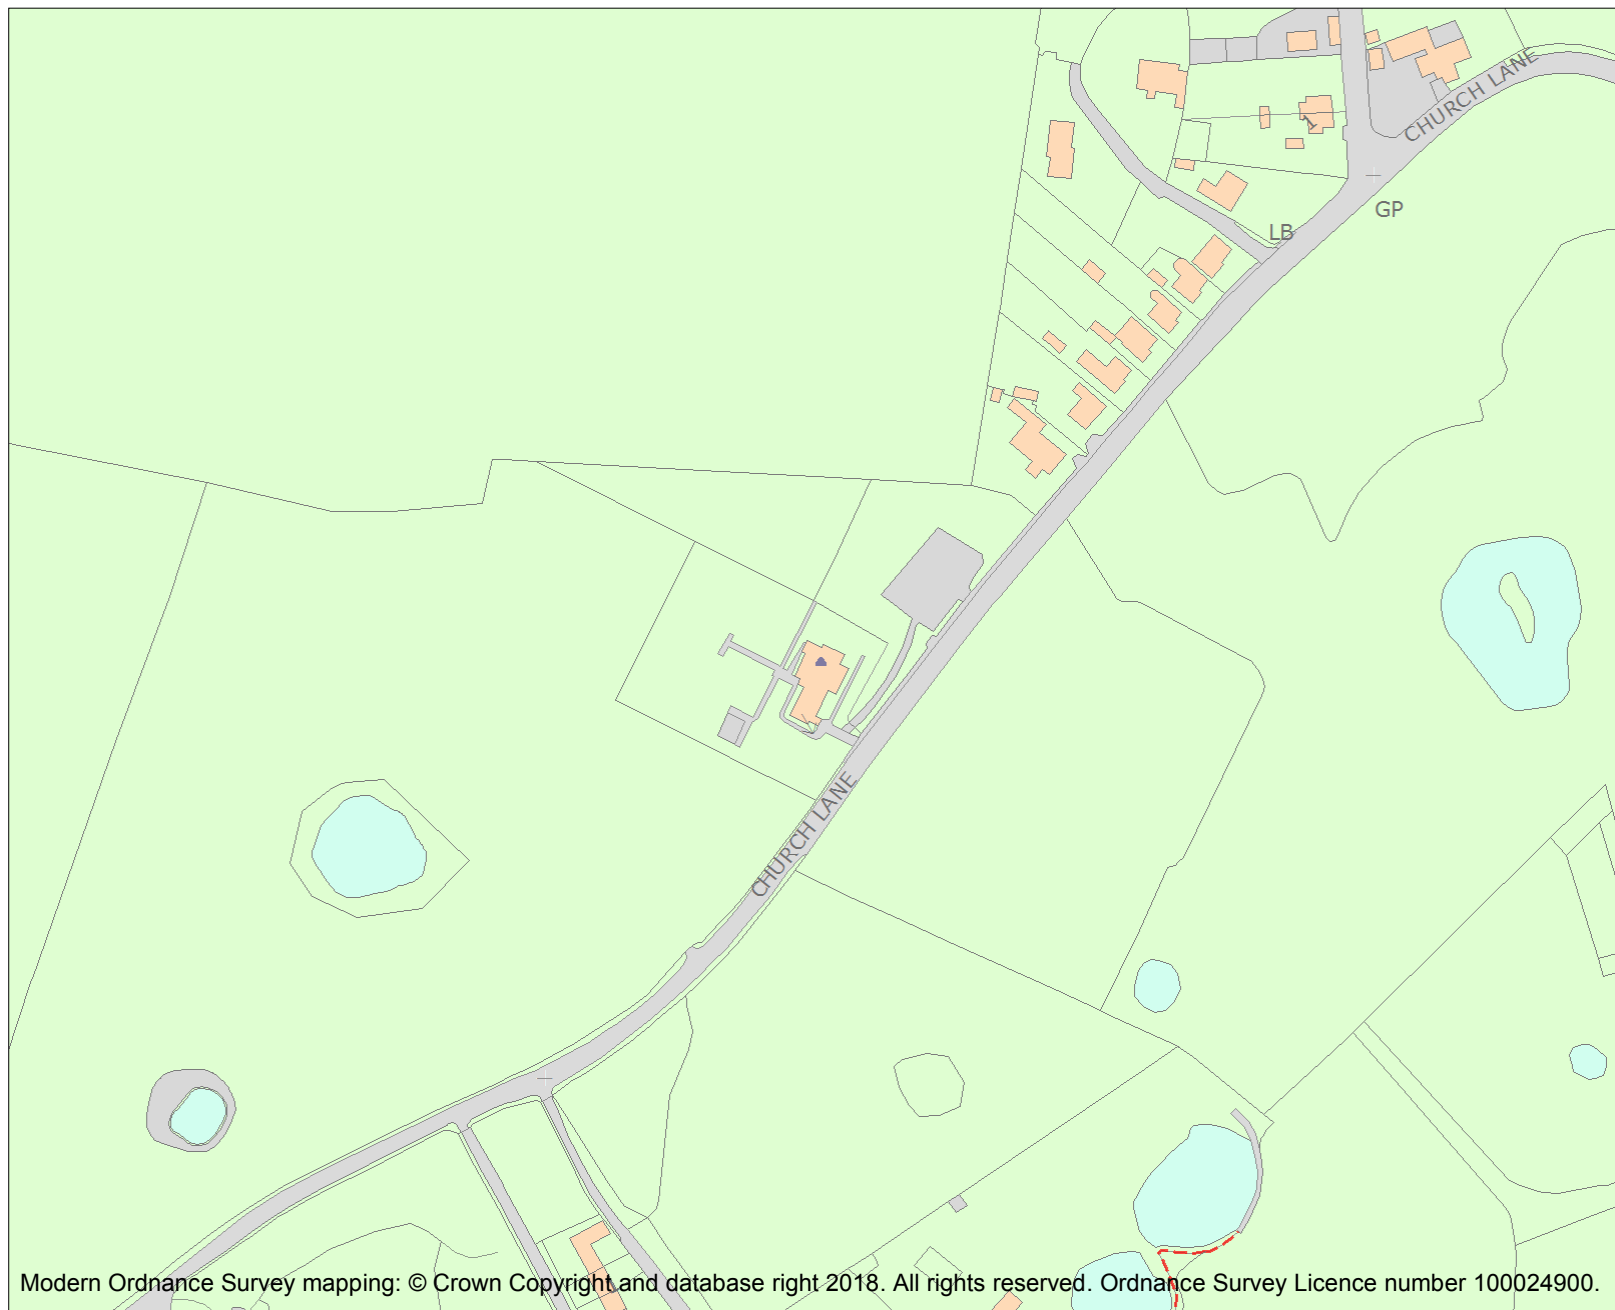 CHURCH LANE
1
GP
LB
CHURCH LANE
Modern Ordnance Survey mapping: © Crown Copyright and database right 2018. All rights reserved. Ordnance Survey Licence number 100024900.